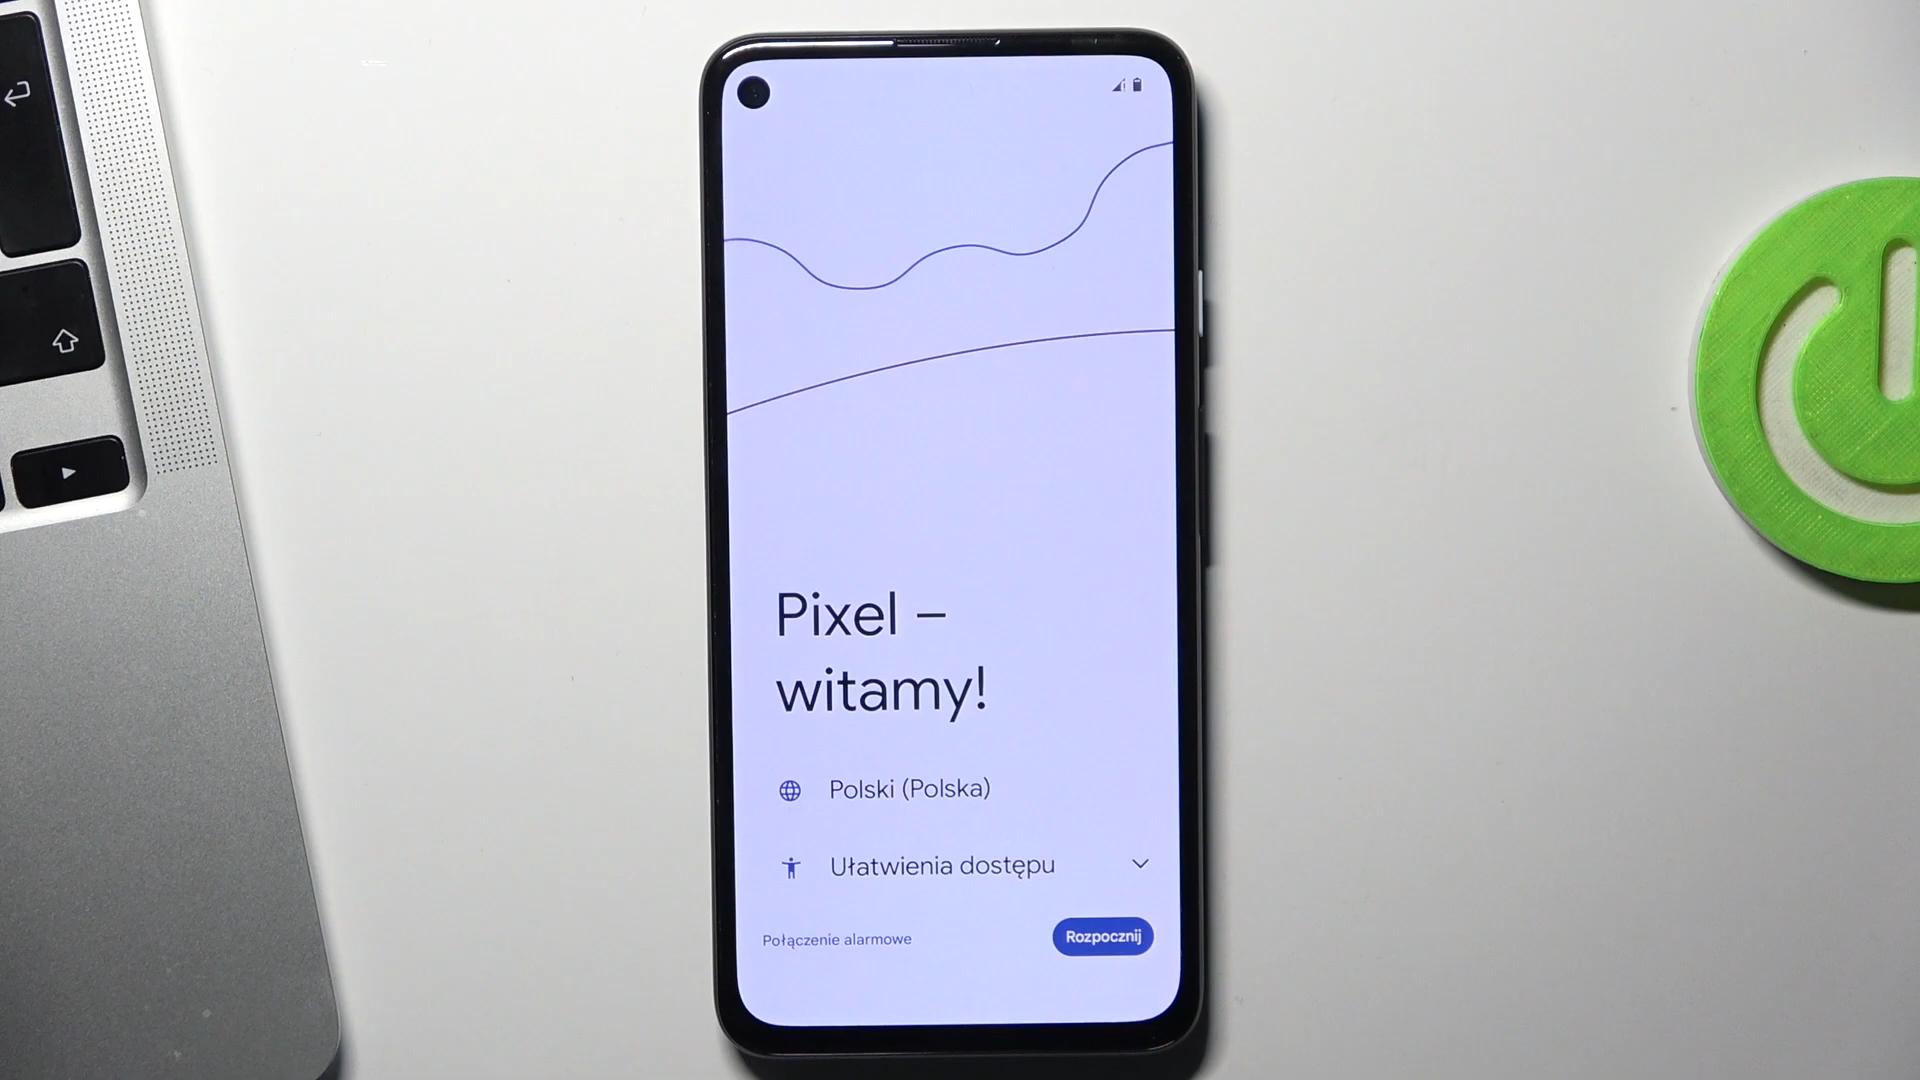 Pixel –
witamy!
Polski (Polska)
Ułatwienia dostępu
Połączenie alarmowe
Rozpocznij